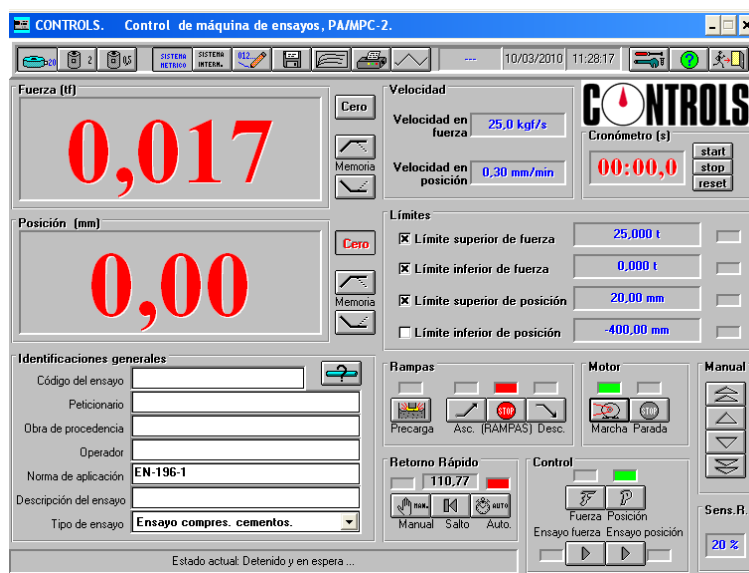 CONTROLS. Control de máquina de ensayos, PA/MPC-2.
20 2 0,5 SISTEMA METRICO SISTEMA INTERN. 012.. --- 10/03/2010 11:28:17
Fuerza (tf)
0,017
Cero
Memoria
Velocidad
Velocidad en fuerza 25,0 kgf/s
Velocidad en posición 0,30 mm/min
CONTROLS
Cronómetro (s)
00:00,0
start
stop
reset
Posición (mm)
0,00
Cero
Memoria
Límites
Límite superior de fuerza 25,000 t
Límite inferior de fuerza 0,000 t
Límite superior de posición 20,00 mm
Límite inferior de posición -400,00 mm
Identificaciones generales
Código del ensayo
Peticionario
Obra de procedencia
Operador
Norma de aplicación EN-196-1
Descripción del ensayo
Tipo de ensayo Ensayo compres. cementos.
Rampas
STOP
Precarga Asc. (RAMPAS) Desc.
Motor
STOP
Marcha Parada
Manual
Retorno Rápido
110,77
MAN. AUTO
Manual Salto Auto.
Control
F P
Fuerza Posición
Ensayo fuerza Ensayo posición
Sens.R.
20 %
Estado actual: Detenido y en espera ...